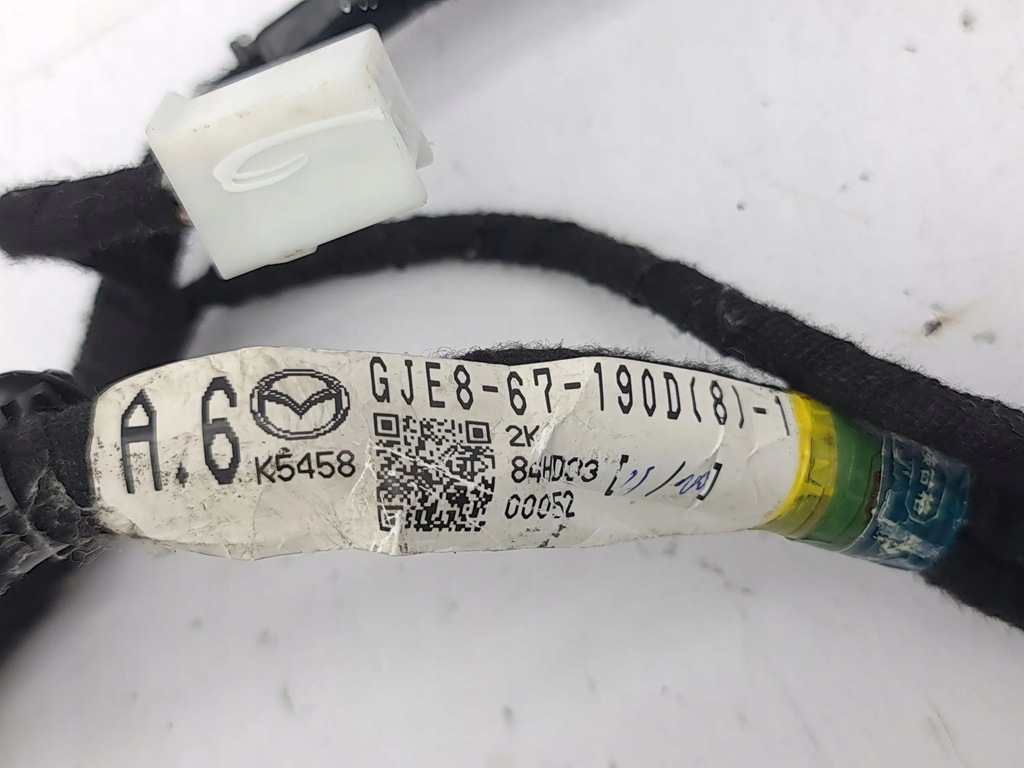 A.6
K5458
GJE8-67-190D(8)-1
2K
84HD03 [ ]
00052